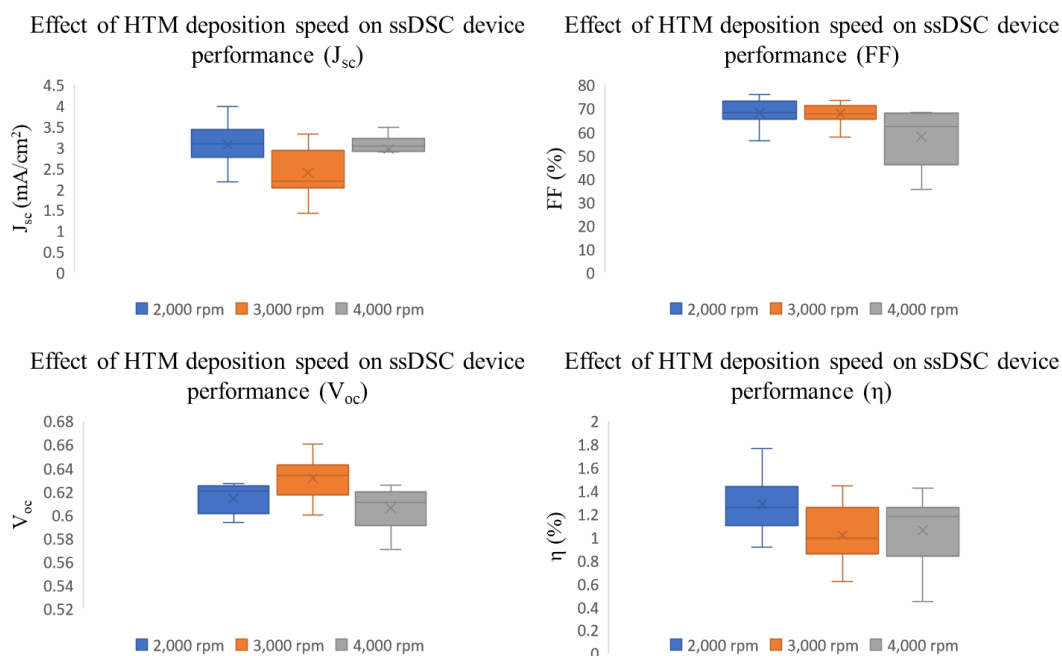 Effect of HTM deposition speed on ssDSC device
performance (Jsc)
4.5
4
3.5
3
2.5
2
1.5
1
0.5
0
Jsc (mA/cm²)
2,000 rpm 3,000 rpm 4,000 rpm
Effect of HTM deposition speed on ssDSC device
performance (FF)
80
70
60
50
40
30
20
10
0
FF (%)
2,000 rpm 3,000 rpm 4,000 rpm
Effect of HTM deposition speed on ssDSC device
performance (Voc)
0.68
0.66
0.64
0.62
0.6
0.58
0.56
0.54
0.52
Voc
2,000 rpm 3,000 rpm 4,000 rpm
Effect of HTM deposition speed on ssDSC device
performance (η)
2
1.8
1.6
1.4
1.2
1
0.8
0.6
0.4
0.2
0
η (%)
2,000 rpm 3,000 rpm 4,000 rpm